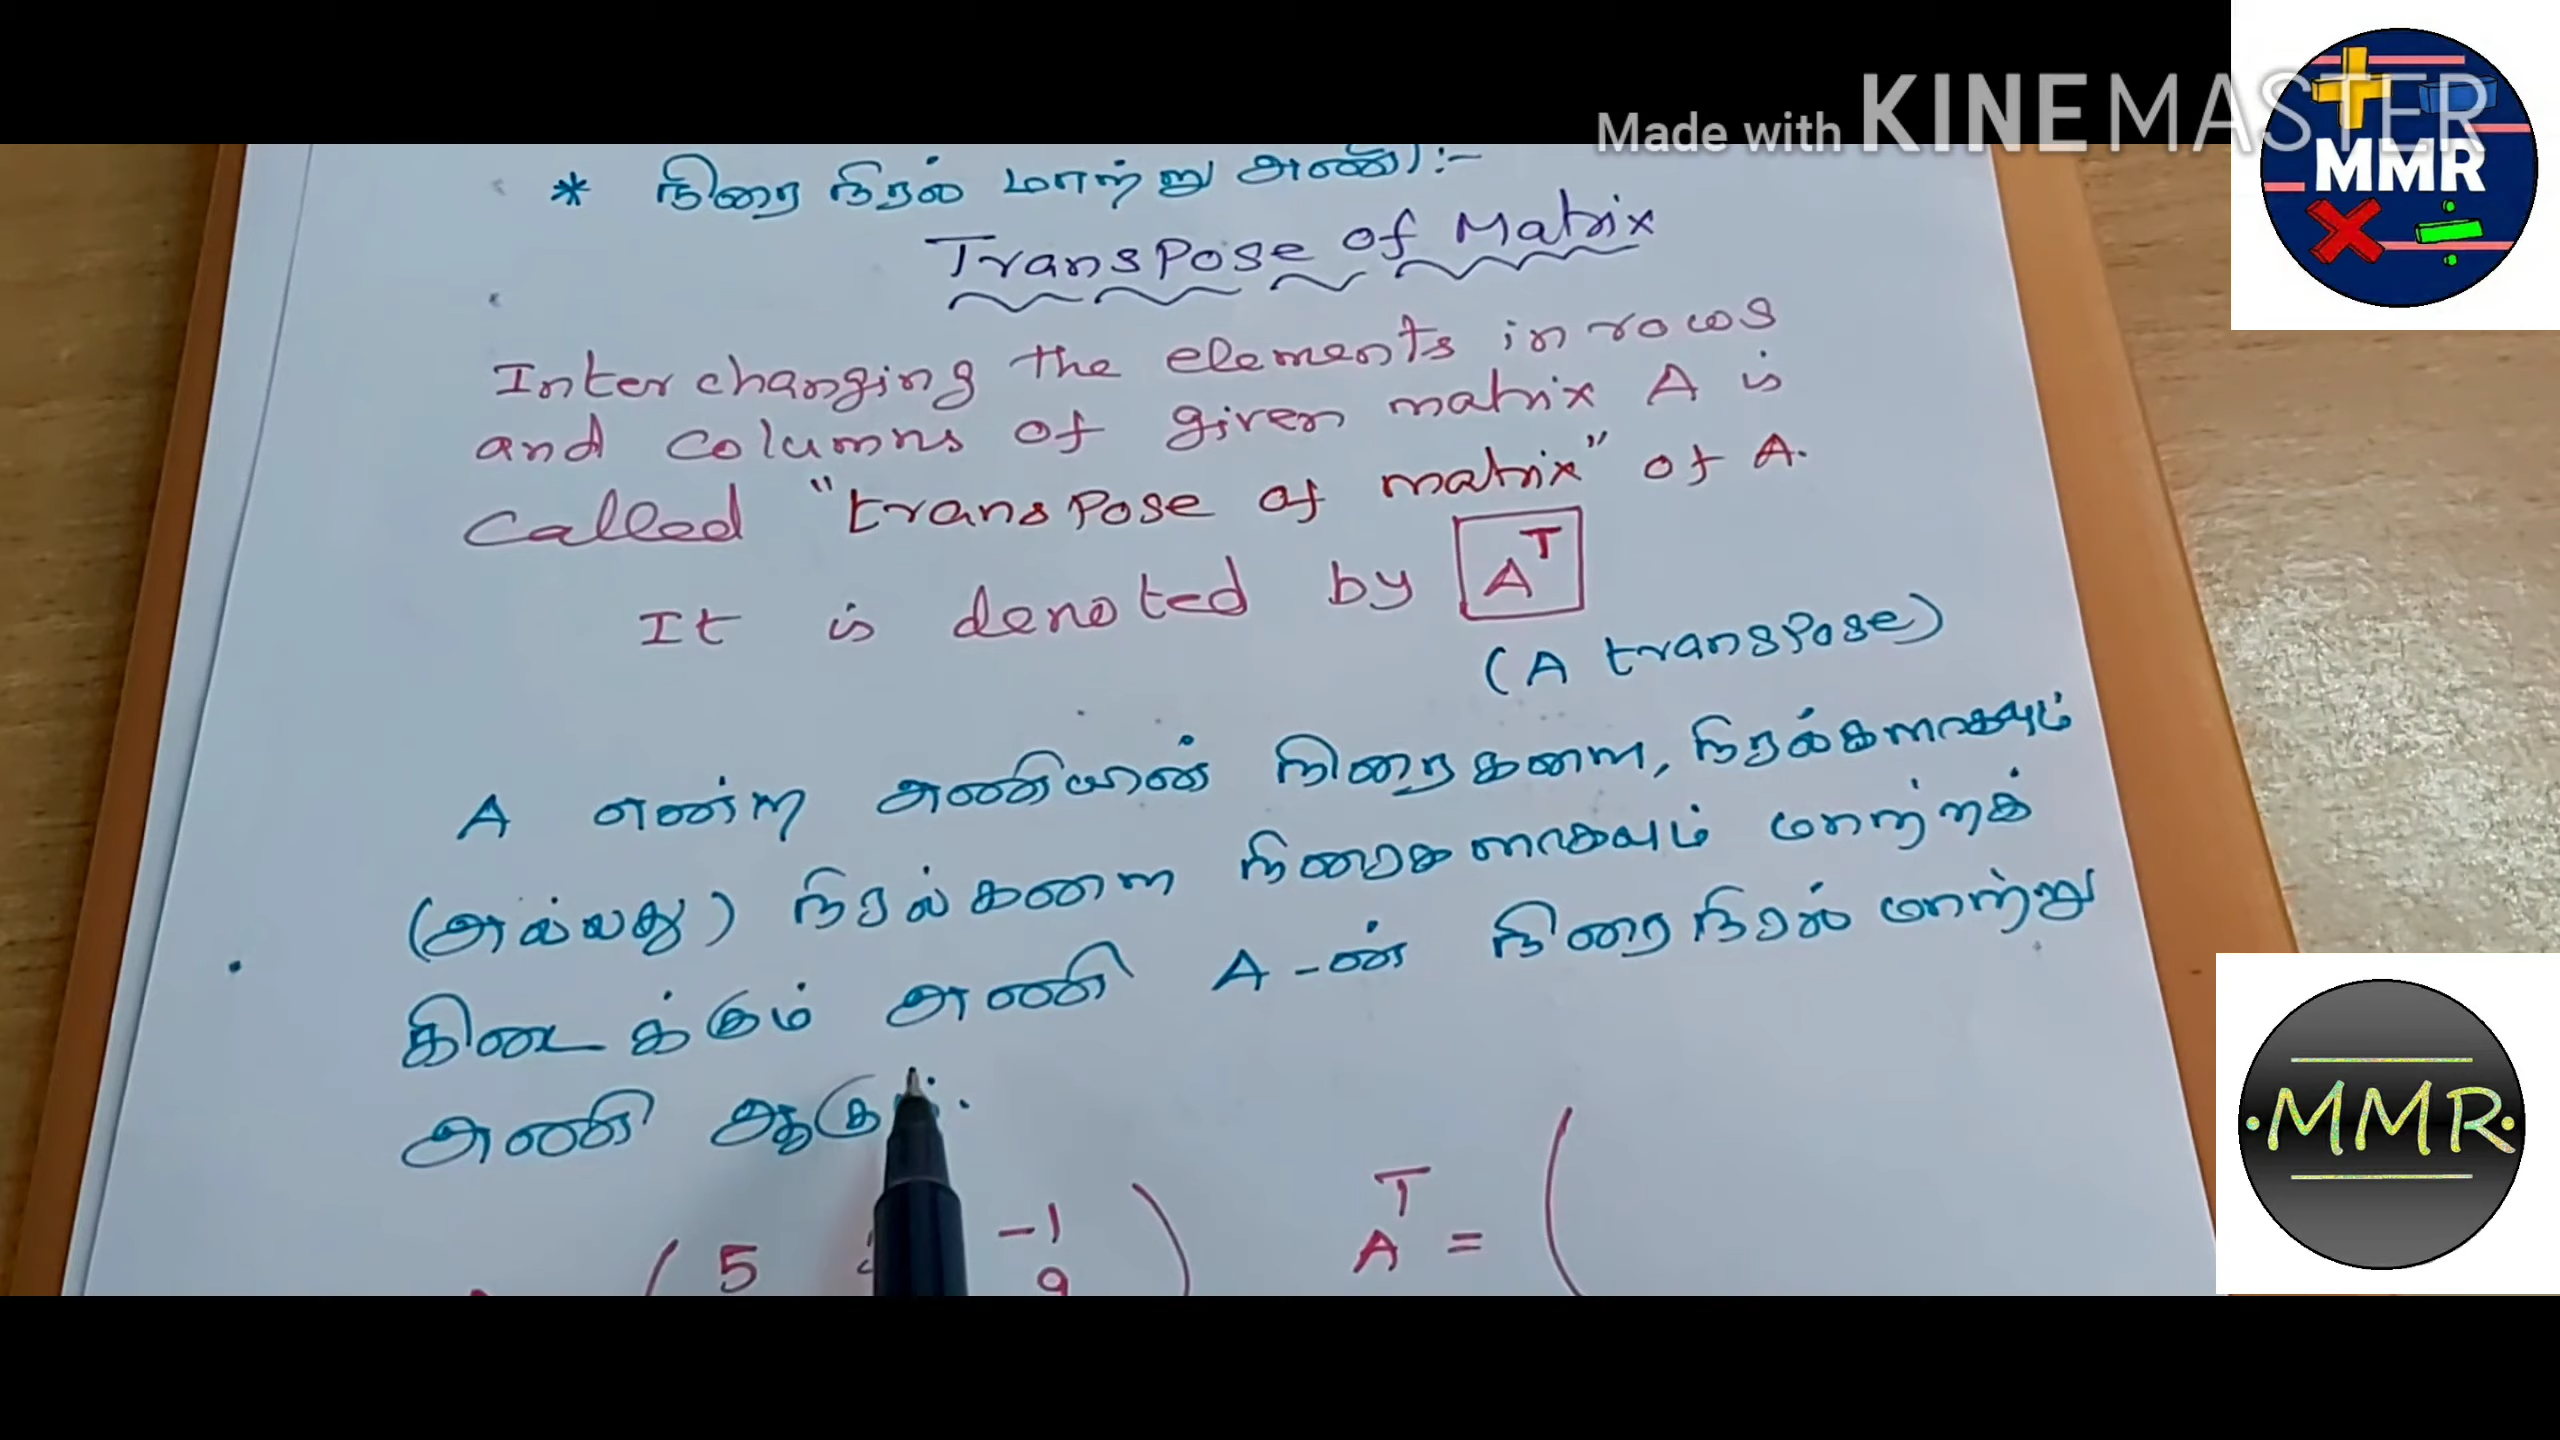 Made with KINEMASTER
MMR
* நிரை நிரல் மாற்று அணி :-
Transpose of Matrix
Interchanging the elements in rows
and columns of given matrix A is
called "transpose of matrix" of A.
It is denoted by A^T
(A transpose)
A என்ற அணியின் நிரைகளை, நிரல்களாகவும்
(அல்லது) நிரல்களை நிரைகளாகவும் மாற்றக்
கிடைக்கும் அணி A-ன் நிரை நிரல் மாற்று
அணி ஆகும்.
MMR
( 5 -1 ) A^T = (
9